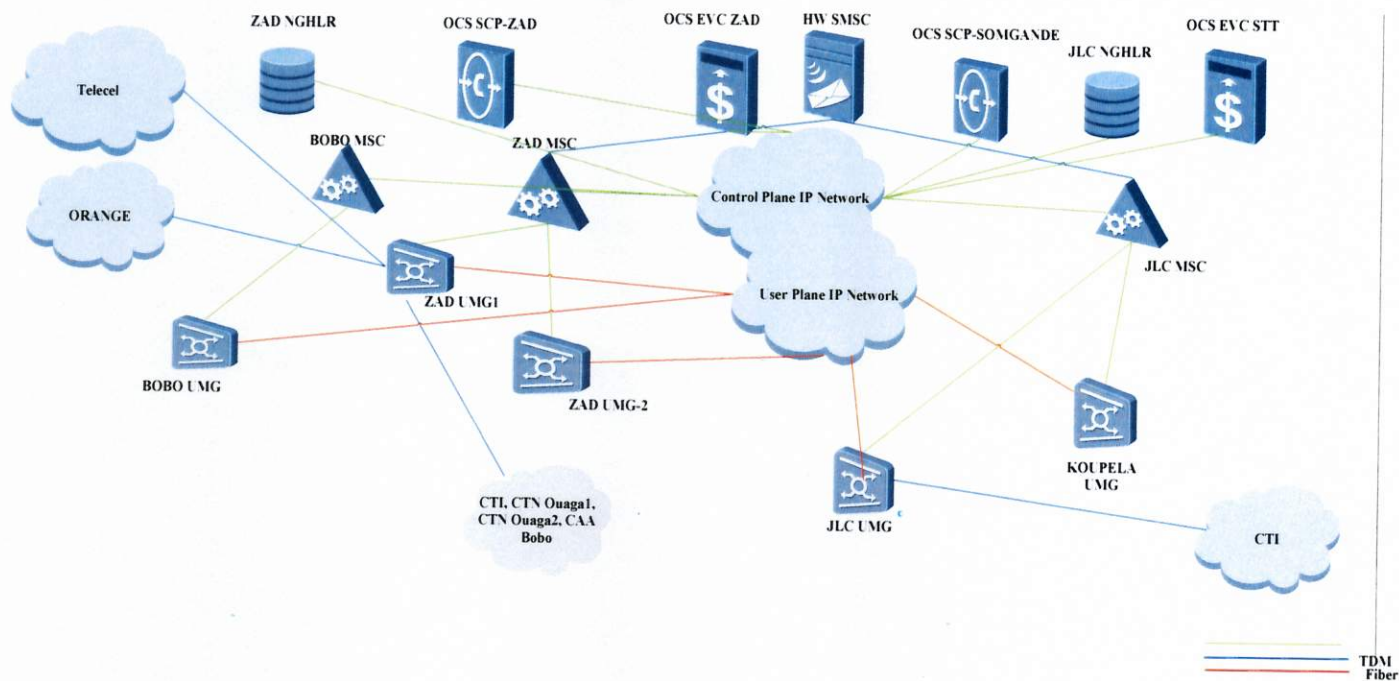 ZAD NGHLR
OCS SCP-ZAD
OCS EVC ZAD
HW SMSC
OCS SCP-SOMGANDE
JLC NGHLR
OCS EVC STT
Telecel
BOBO MSC
ZAD MSC
ORANGE
Control Plane IP Network
JLC MSC
ZAD UMG1
User Plane IP Network
BOBO UMG
ZAD UMG-2
KOUPELA
UMG
CTI, CTN Ouaga1,
CTN Ouaga2, CAA
Bobo
JLC UMG
c
CTI
TDM
Fiber